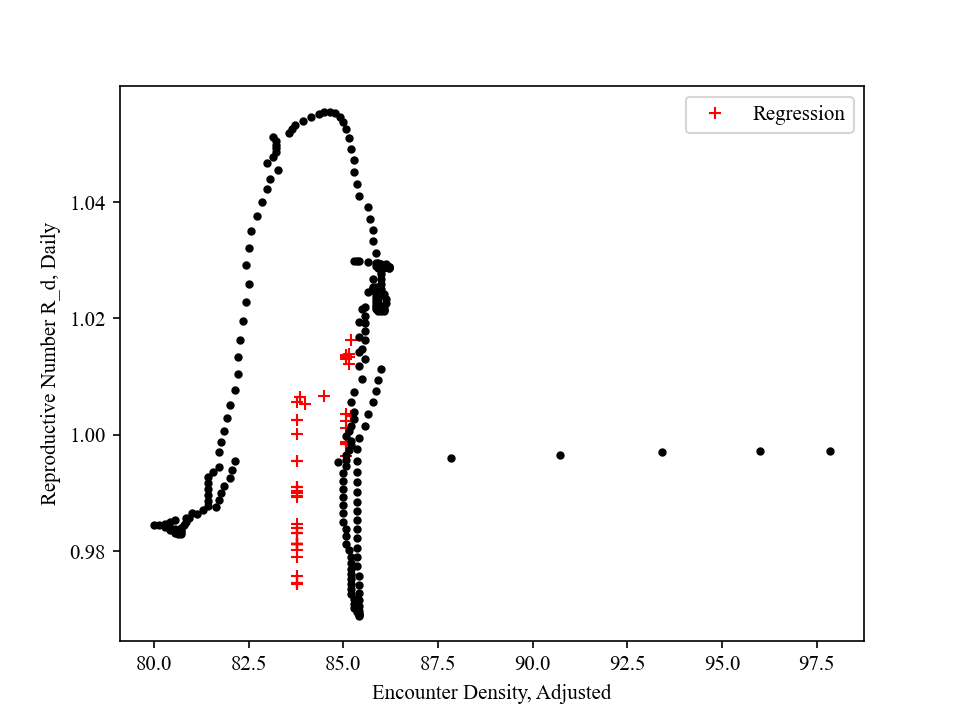 Regression
Reproductive Number R_d, Daily
1.04
1.02
1.00
0.98
80.0 82.5 85.0 87.5 90.0 92.5 95.0 97.5
Encounter Density, Adjusted